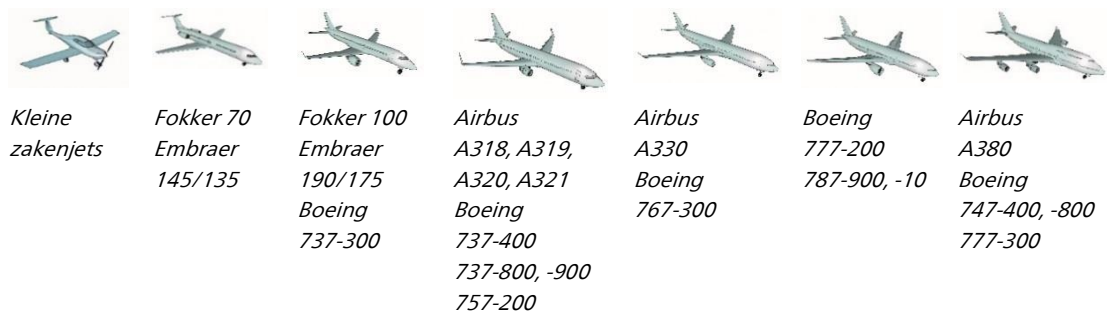 Kleine
zakenjets
Fokker 70
Embraer
145/135
Fokker 100
Embraer
190/175
Boeing
737-300
Airbus
A318, A319,
A320, A321
Boeing
737-400
737-800, -900
757-200
Airbus
A330
Boeing
767-300
Boeing
777-200
787-900, -10
Airbus
A380
Boeing
747-400, -800
777-300